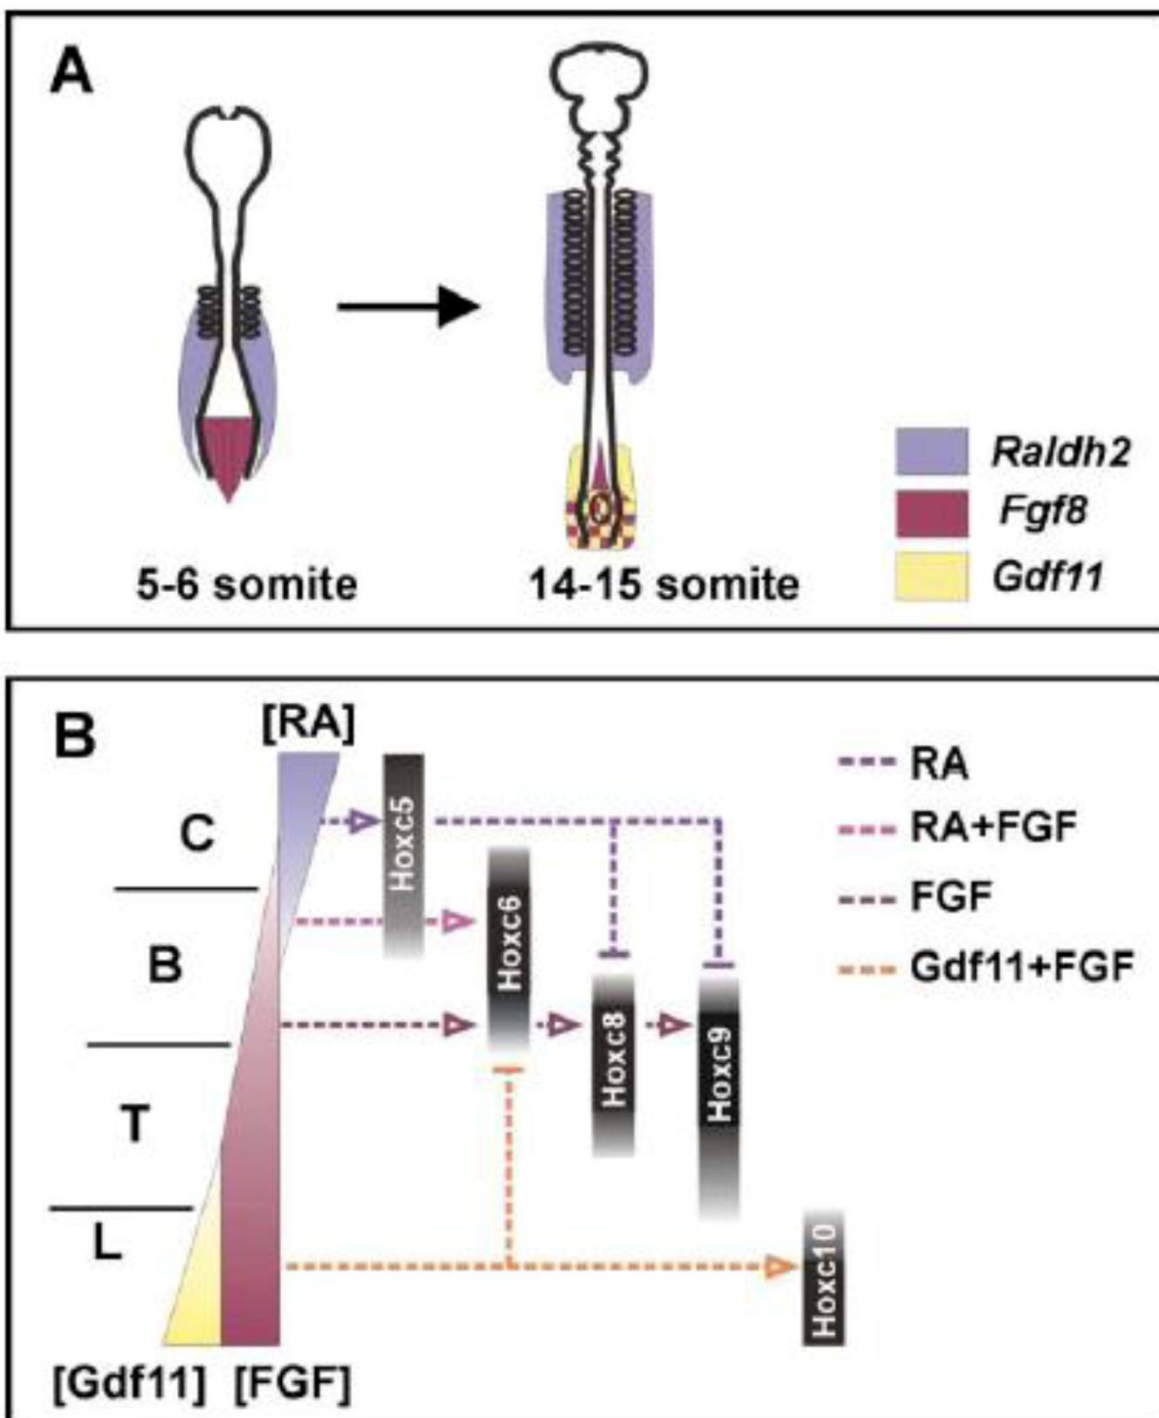 A
Raldh2
Fgf8
Gdf11
5-6 somite
14-15 somite
B
[RA]
C
B
T
L
Hoxc5
Hoxc6
Hoxc8
Hoxc9
Hoxc10
RA
RA+FGF
FGF
Gdf11+FGF
[Gdf11] [FGF]